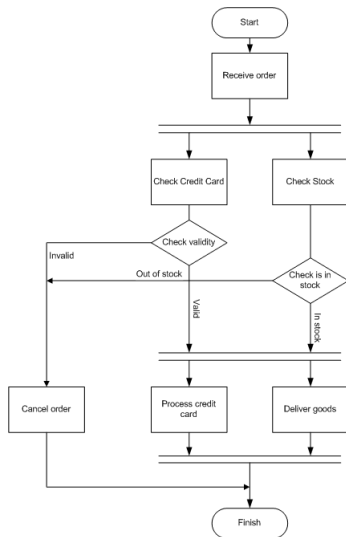 Start
Receive order
Check Credit Card
Check Stock
Check validity
Invalid
Out of stock
Check is in
stock
Valid
In stock
Cancel order
Process credit
card
Deliver goods
Finish